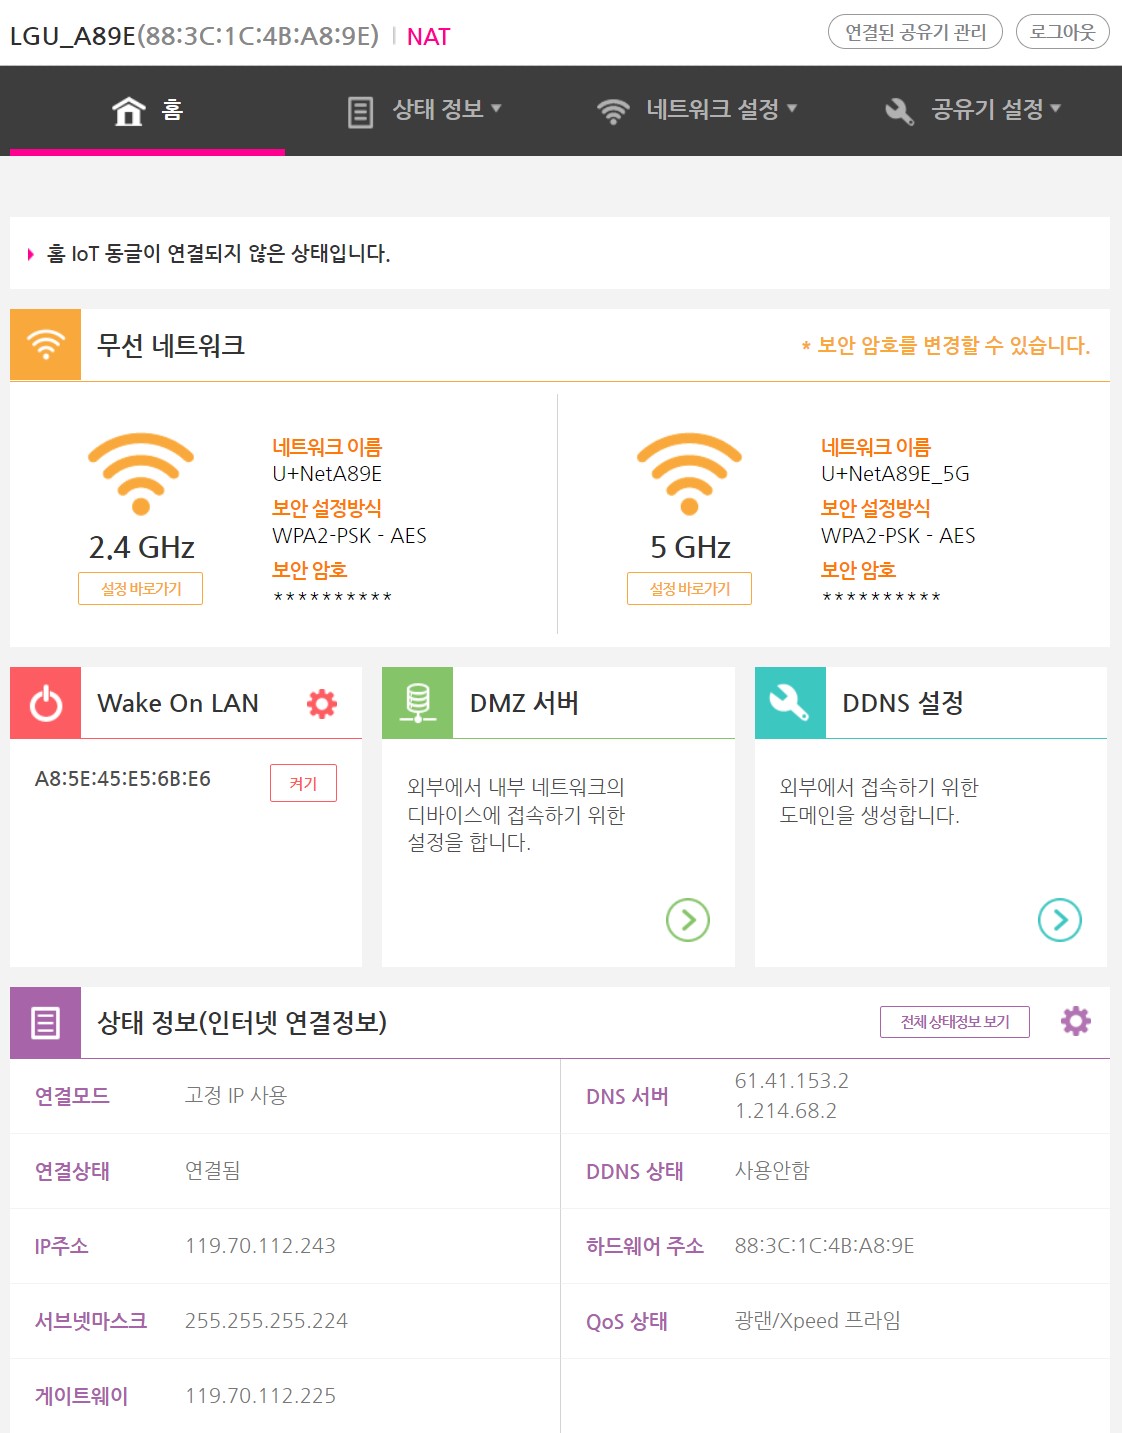 LGU_A89E(88:3C:1C:4B:A8:9E) | NAT
연결된 공유기 관리
로그아웃
홈
상태 정보
네트워크 설정
공유기 설정
홈 IoT 동글이 연결되지 않은 상태입니다.
무선 네트워크
* 보안 암호를 변경할 수 있습니다.
2.4 GHz
설정 바로가기
네트워크 이름
U+NetA89E
보안 설정방식
WPA2-PSK - AES
보안 암호
**********
5 GHz
설정 바로가기
네트워크 이름
U+NetA89E_5G
보안 설정방식
WPA2-PSK - AES
보안 암호
**********
Wake On LAN
A8:5E:45:E5:6B:E6
켜기
DMZ 서버
외부에서 내부 네트워크의
디바이스에 접속하기 위한
설정을 합니다.
DDNS 설정
외부에서 접속하기 위한
도메인을 생성합니다.
상태 정보(인터넷 연결정보)
전체 상태정보 보기
연결모드 고정 IP 사용
연결상태 연결됨
IP주소 119.70.112.243
서브넷마스크 255.255.255.224
게이트웨이 119.70.112.225
DNS 서버 61.41.153.2
1.214.68.2
DDNS 상태 사용안함
하드웨어 주소 88:3C:1C:4B:A8:9E
QoS 상태 광랜/Xpeed 프라임